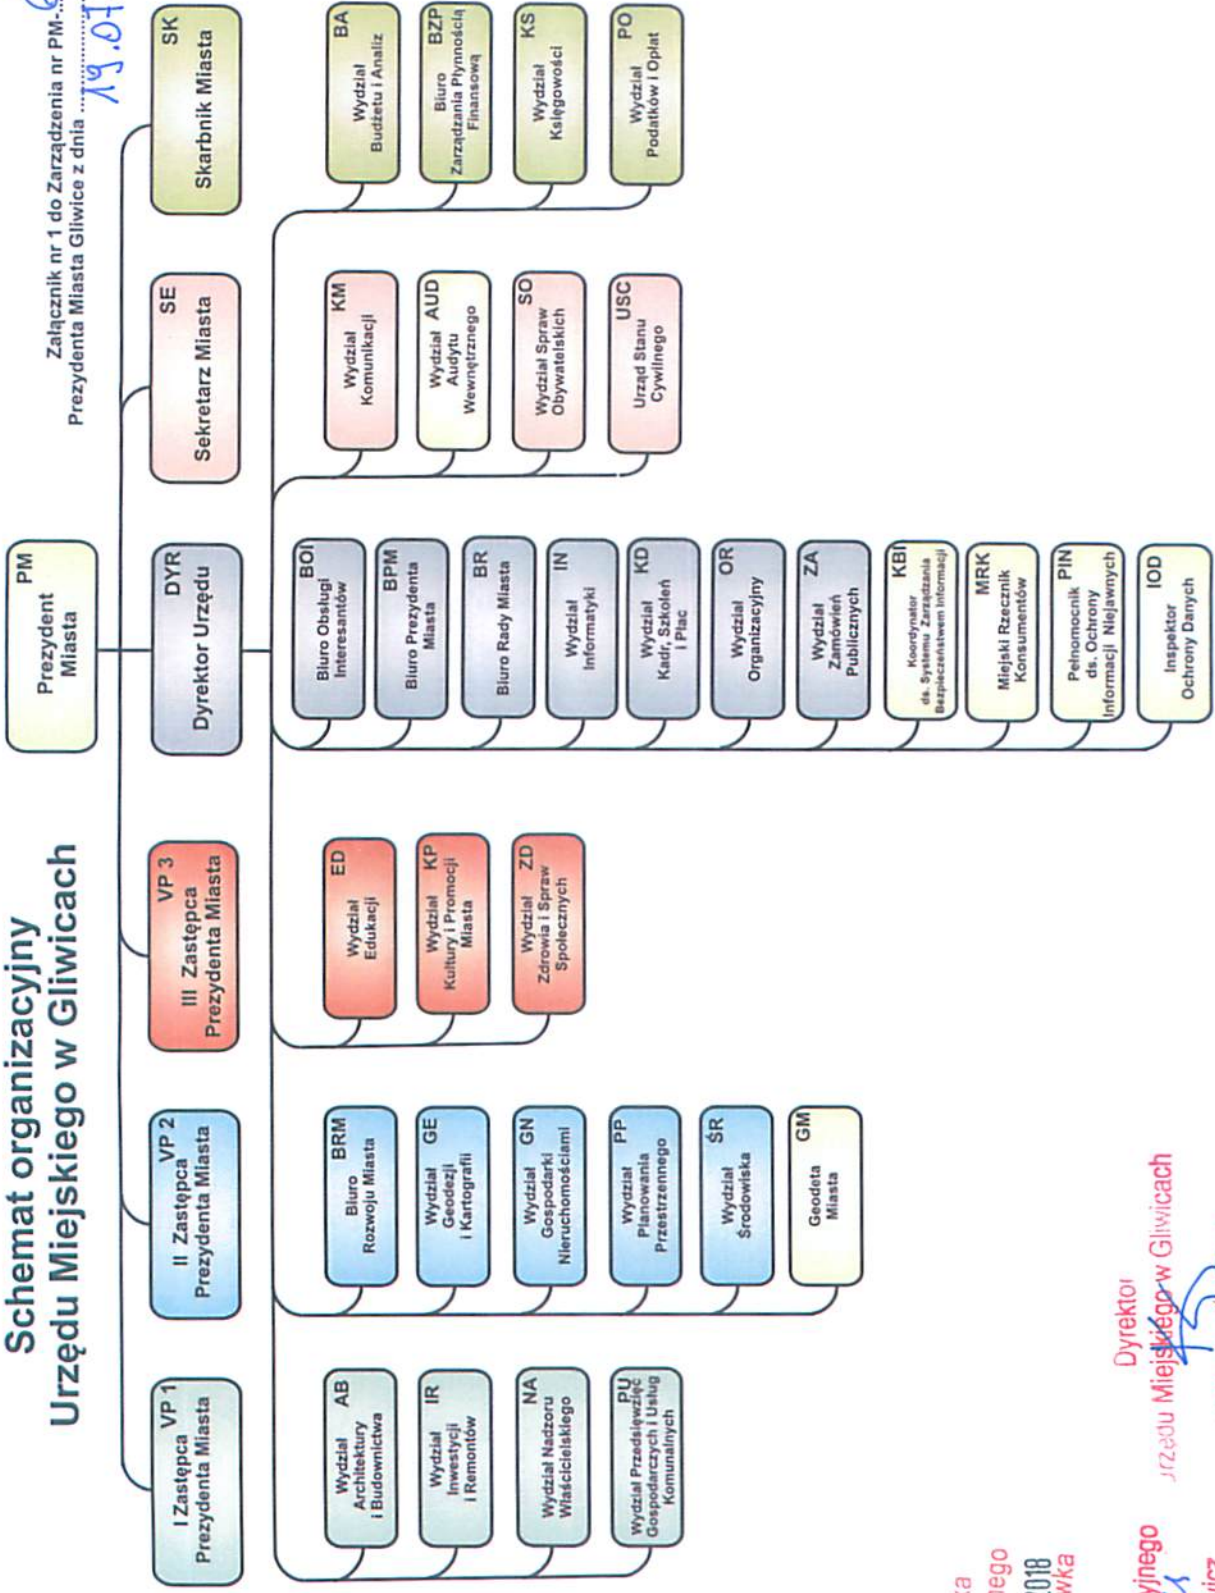 Schemat organizacyjny
Urzędu Miejskiego w Gliwicach
Załącznik nr 1 do Zarządzenia nr PM-
Prezydenta Miasta Gliwice z dnia
19.07
PM
Prezydent
Miasta
VP 1
I Zastępca
Prezydenta Miasta
VP 2
II Zastępca
Prezydenta Miasta
VP 3
III Zastępca
Prezydenta Miasta
DYR
Dyrektor Urzędu
SE
Sekretarz Miasta
SK
Skarbnik Miasta
Wydział AB
Architektury
i Budownictwa
Wydział IR
Inwestycji
i Remontów
NA
Wydział Nadzoru
Właścicielskiego
PU
Wydział Przedsięwzięć
Gospodarczych i Usług
Komunalnych
BRM
Biuro
Rozwoju Miasta
Wydział GE
Geodezji
i Kartografii
Wydział GN
Gospodarki
Nieruchomościami
Wydział PP
Planowania
Przestrzennego
ŚR
Wydział
Środowiska
GM
Geodeta
Miasta
ED
Wydział
Edukacji
Wydział KP
Kultury i Promocji
Miasta
Wydział ZD
Zdrowia i Spraw
Społecznych
BOI
Biuro Obsługi
Interesantów
BPM
Biuro Prezydenta
Miasta
BR
Biuro Rady Miasta
IN
Wydział
Informatyki
Wydział KD
Kadr, Szkoleń
i Płac
OR
Wydział
Organizacyjny
Wydział ZA
Zamówień
Publicznych
KBI
Koordynator
ds. Systemu Zarządzania
Bezpieczeństwem Informacji
MRK
Miejski Rzecznik
Konsumentów
Pełnomocnik PIN
ds. Ochrony
Informacji Niejawnych
IOD
Inspektor
Ochrony Danych
KM
Wydział
Komunikacji
Wydział AUD
Audytu
Wewnętrznego
SO
Wydział Spraw
Obywatelskich
USC
Urząd Stanu
Cywilnego
BA
Wydział
Budżetu i Analiz
Biuro BZP
Zarządzania Płynnością
Finansową
KS
Wydział
Księgowości
PO
Wydział
Podatków i Opłat
Dyrektor
Miejskiego w Gliwicach